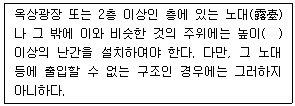 옥상광장 또는 2층 이상인 층에 있는 노대(露臺)
나 그 밖에 이와 비슷한 것의 주위에는 높이(  )
이상의 난간을 설치하여야 한다. 다만, 그 노대
등에 출입할 수 없는 구조인 경우에는 그러하지
아니하다.